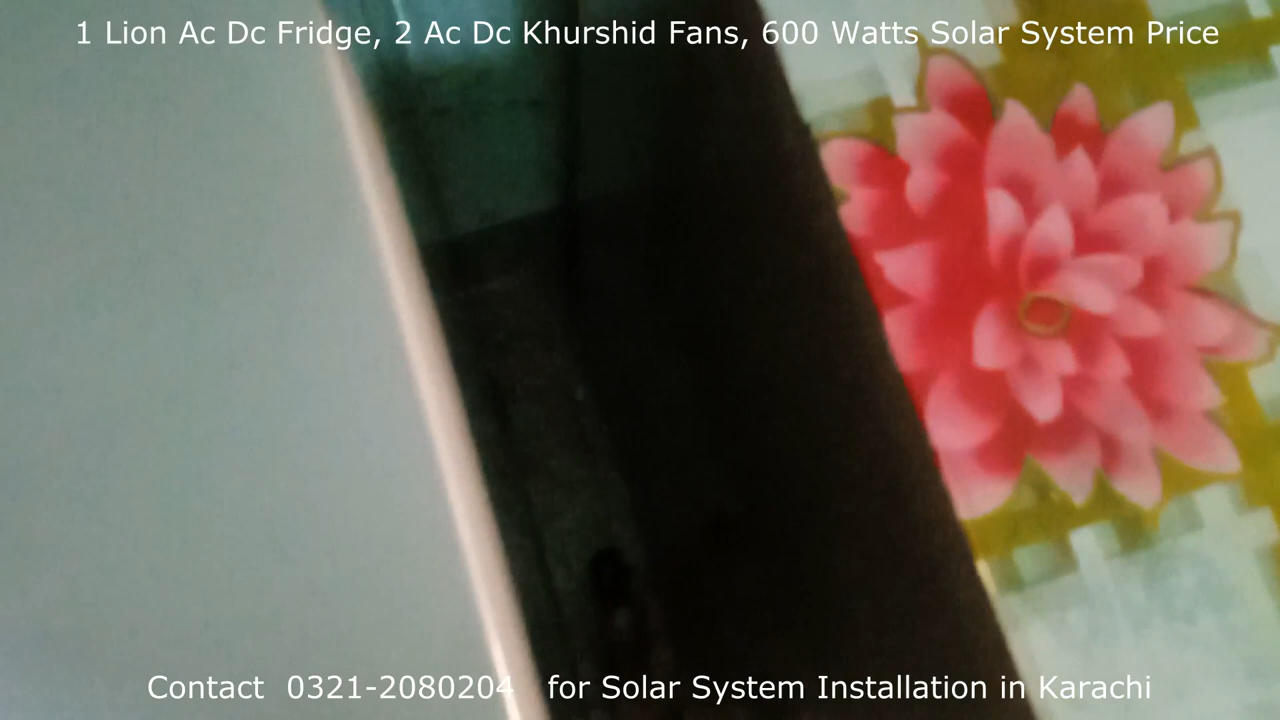 1 Lion Ac Dc Fridge, 2 Ac Dc Khurshid Fans, 600 Watts Solar System Price
Contact 0321-2080204 for Solar System Installation in Karachi